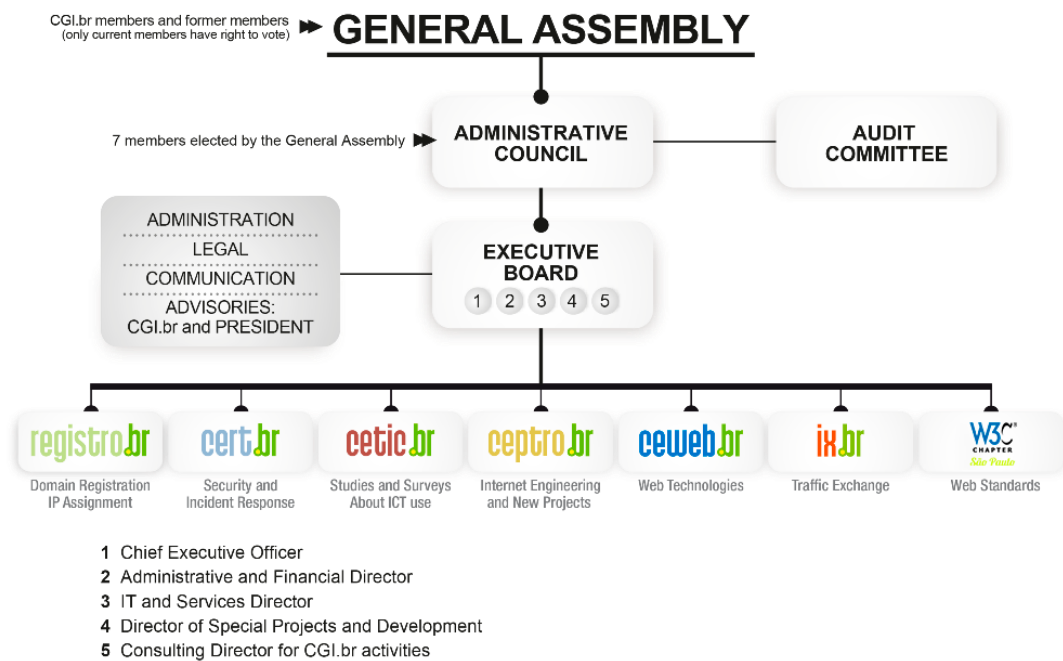 CGI.br members and former members
(only current members have right to vote)
GENERAL ASSEMBLY
7 members elected by the General Assembly
ADMINISTRATIVE
COUNCIL
AUDIT
COMMITTEE
ADMINISTRATION
LEGAL
COMMUNICATION
ADVISORIES:
CGI.br and PRESIDENT
EXECUTIVE
BOARD
1 2 3 4 5
registro.br
Domain Registration
IP Assignment
cert.br
Security and
Incident Response
cetic.br
Studies and Surveys
About ICT use
ceptro.br
Internet Engineering
and New Projects
ceweb.br
Web Technologies
ix.br
Traffic Exchange
W3C®
CHAPTER
São Paulo
Web Standards
1 Chief Executive Officer
2 Administrative and Financial Director
3 IT and Services Director
4 Director of Special Projects and Development
5 Consulting Director for CGI.br activities